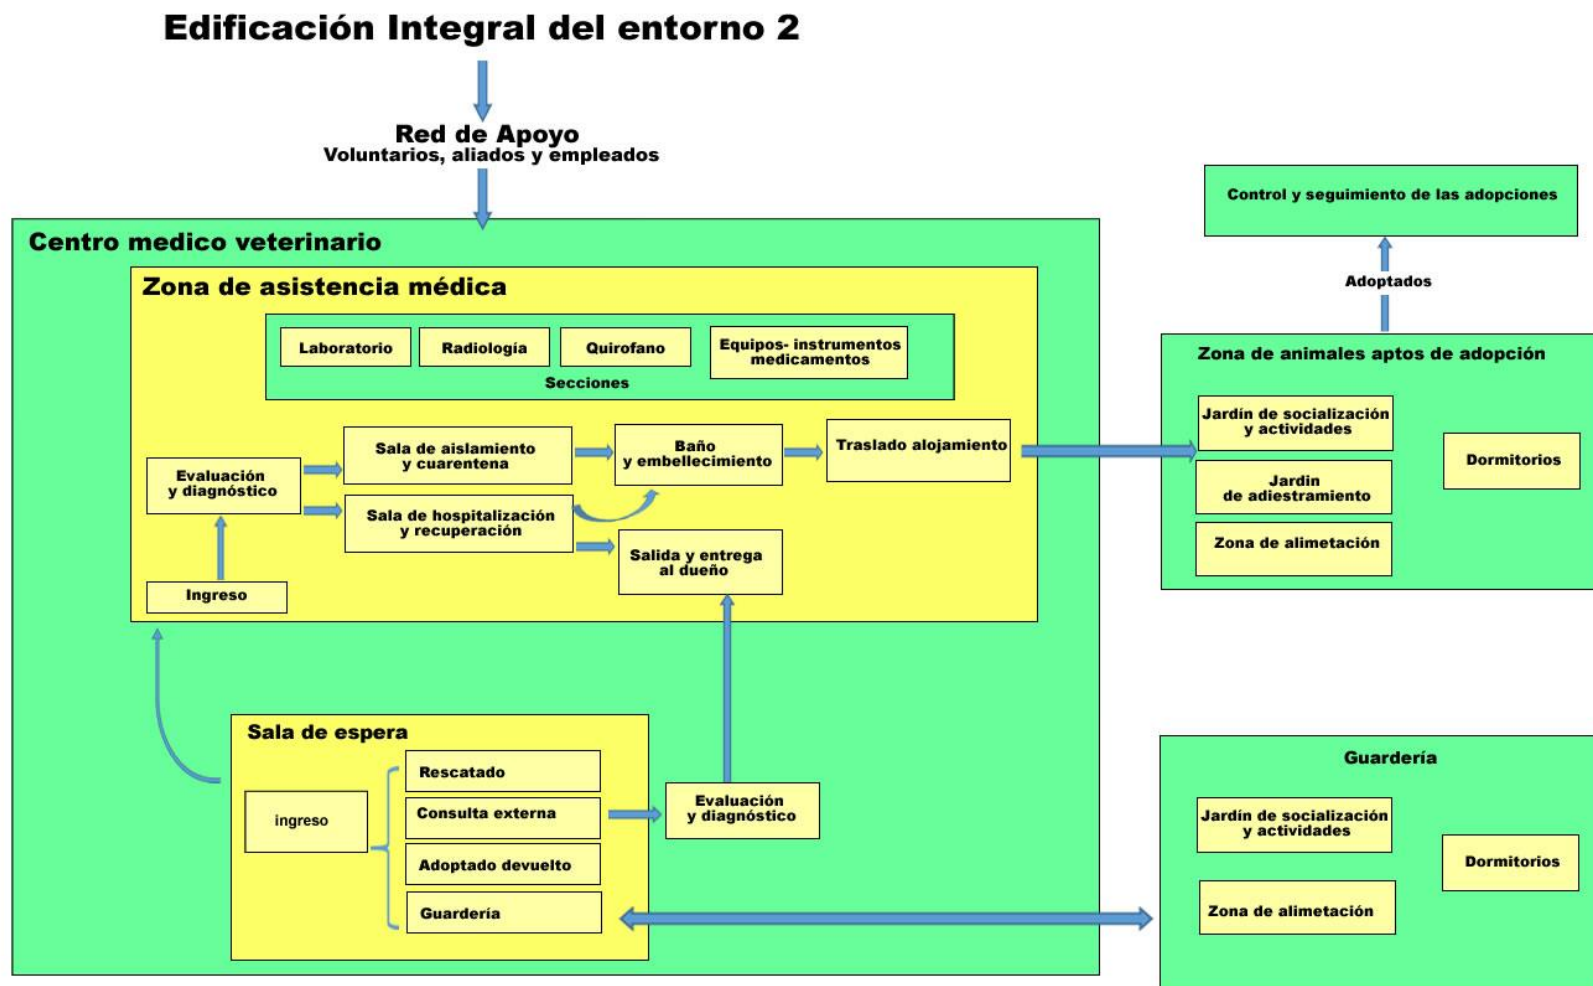 Edificación Integral del entorno 2
Red de Apoyo
Voluntarios, aliados y empleados
Control y seguimiento de las adopciones
Adoptados
Centro medico veterinario
Zona de asistencia médica
Laboratorio
Radiología
Quirofano
Equipos- instrumentos
medicamentos
Secciones
Evaluación
y diagnóstico
Sala de aislamiento
y cuarentena
Baño
y embellecimiento
Traslado alojamiento
Sala de hospitalización
y recuperación
Salida y entrega
al dueño
Ingreso
Zona de animales aptos de adopción
Jardín de socialización
y actividades
Jardin
de adiestramiento
Zona de alimetación
Dormitorios
Sala de espera
ingreso
Rescatado
Consulta externa
Adoptado devuelto
Guardería
Evaluación
y diagnóstico
Guardería
Jardín de socialización
y actividades
Zona de alimetación
Dormitorios